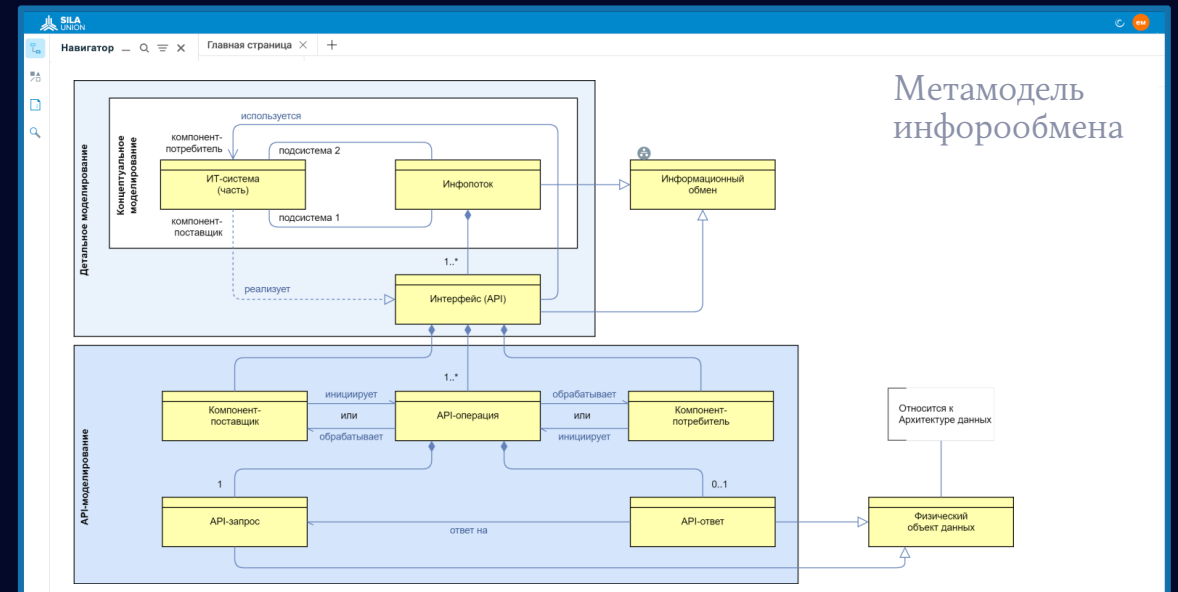 SILA
UNION
ем
Навигатор
Главная страница
Метамодель
инфорообмена
используется
компонент-
потребитель
подсистема 2
ИТ-система
(часть)
Инфопоток
Информационный
обмен
Концептуальное
моделирование
Детальное моделирование
подсистема 1
компонент-
поставщик
1..*
реализует
Интерфейс (API)
1..*
инициирует
обрабатывает
Компонент-
поставщик
или
API-операция
или
Компонент-
потребитель
обрабатывает
инициирует
Относится к
Архитектуре данных
API-моделирование
1
0..1
API-запрос
ответ на
API-ответ
Физический
объект данных